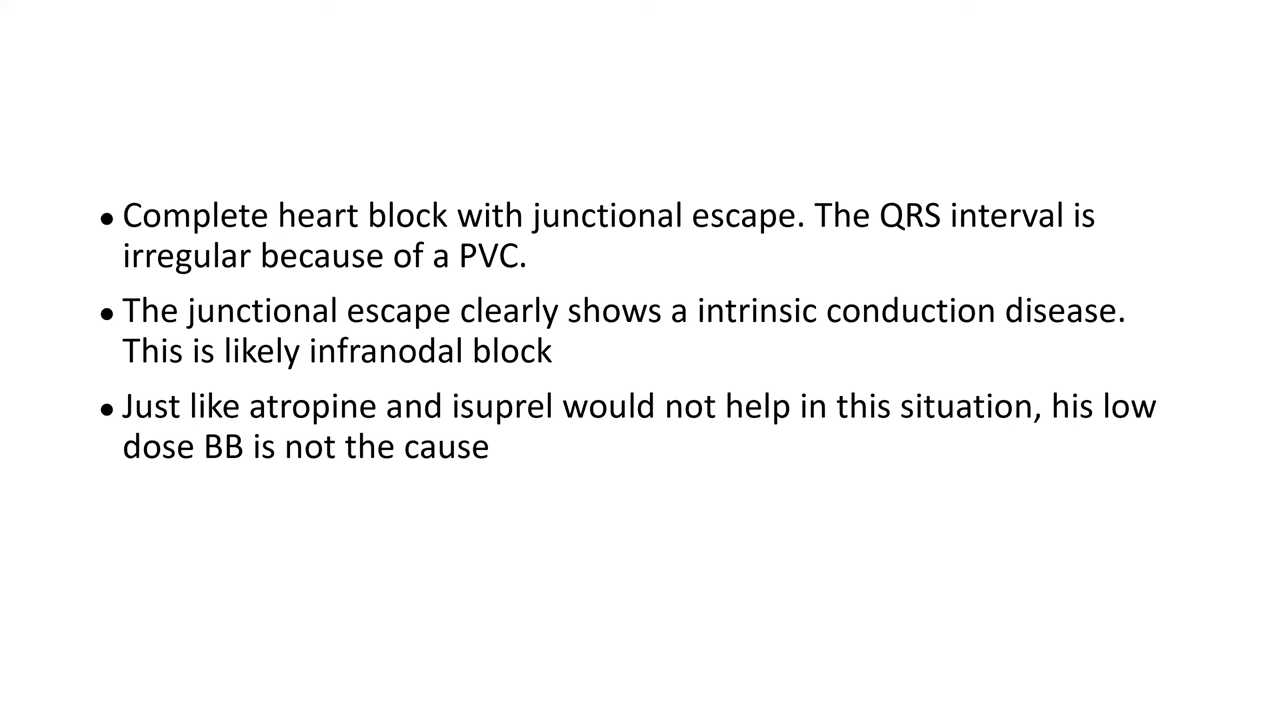 • Complete heart block with junctional escape. The QRS interval is
irregular because of a PVC.
• The junctional escape clearly shows a intrinsic conduction disease.
This is likely infranodal block
• Just like atropine and isuprel would not help in this situation, his low
dose BB is not the cause